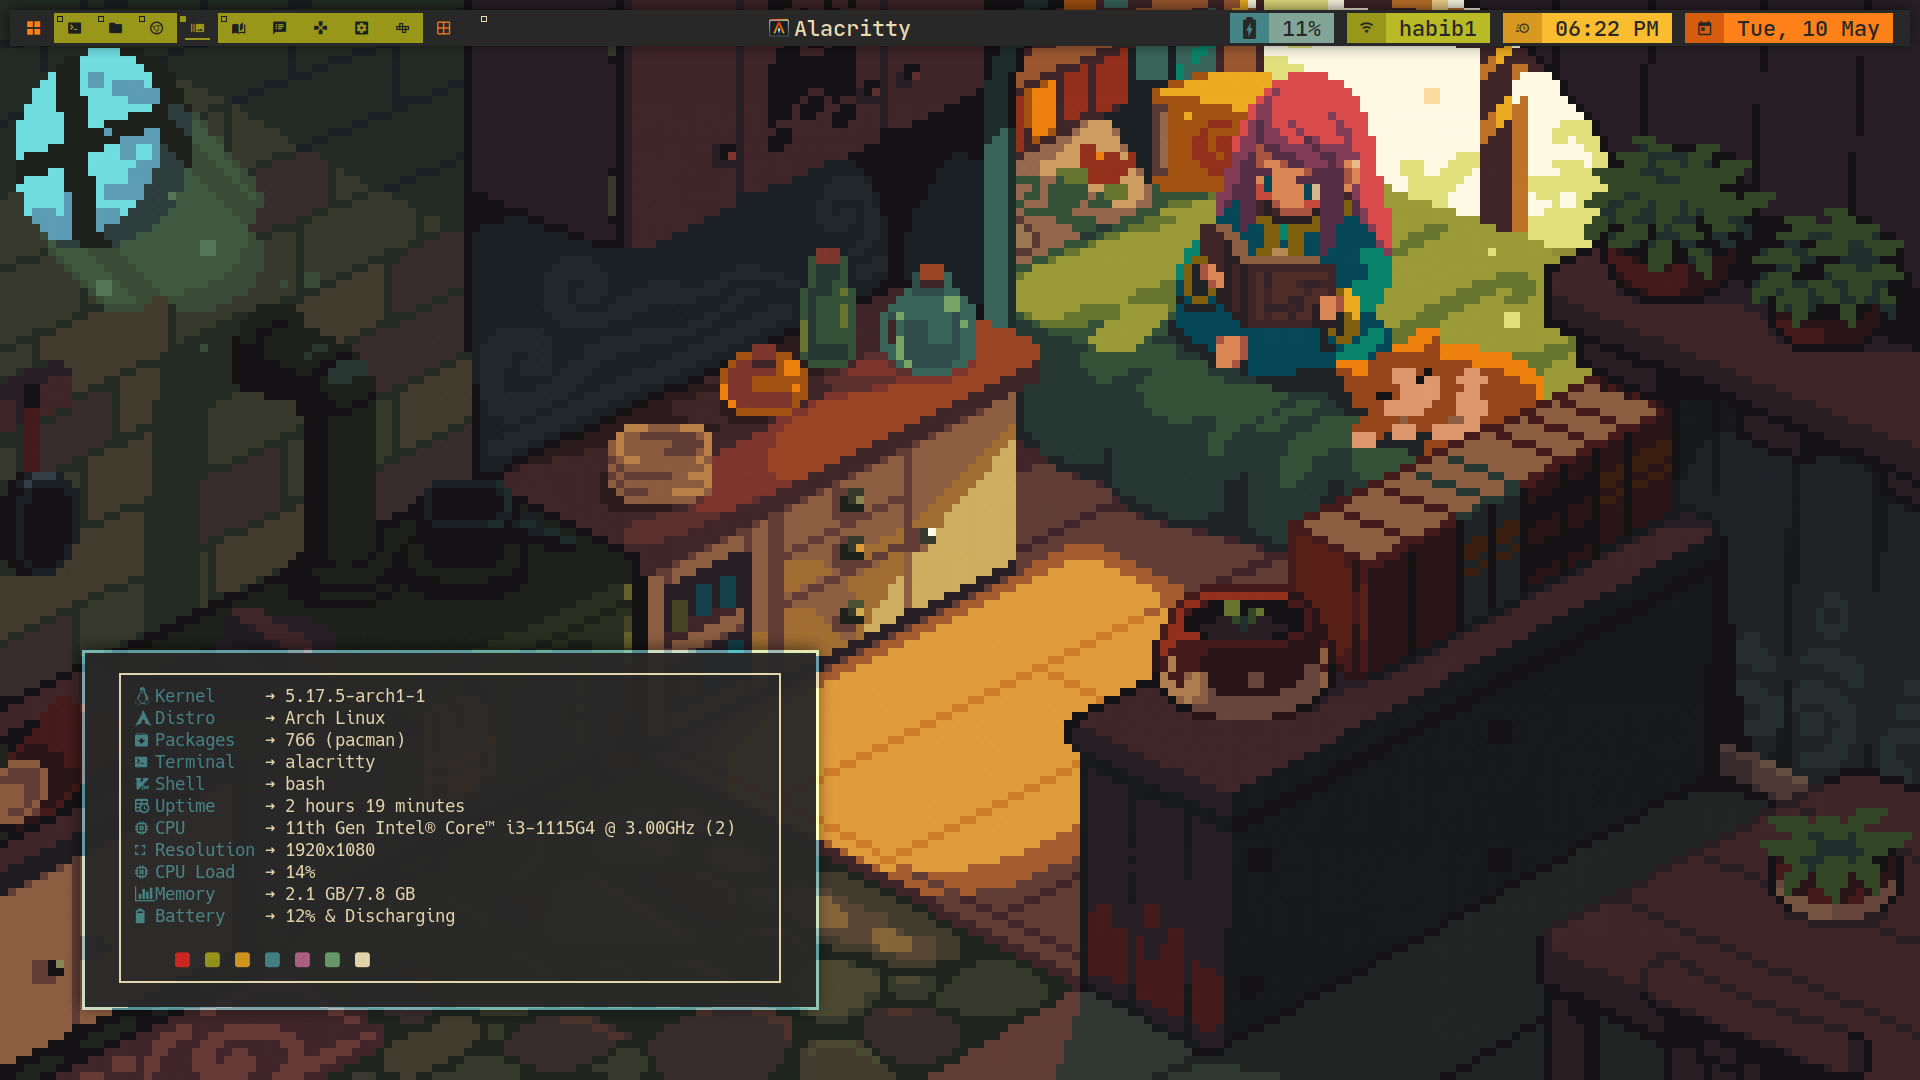 Alacritty
11%
habib1
06:22 PM
Tue, 10 May
Kernel → 5.17.5-arch1-1
Distro → Arch Linux
Packages → 766 (pacman)
Terminal → alacritty
Shell → bash
Uptime → 2 hours 19 minutes
CPU → 11th Gen Intel® Core™ i3-1115G4 @ 3.00GHz (2)
Resolution → 1920x1080
CPU Load → 14%
Memory → 2.1 GB/7.8 GB
Battery → 12% & Discharging